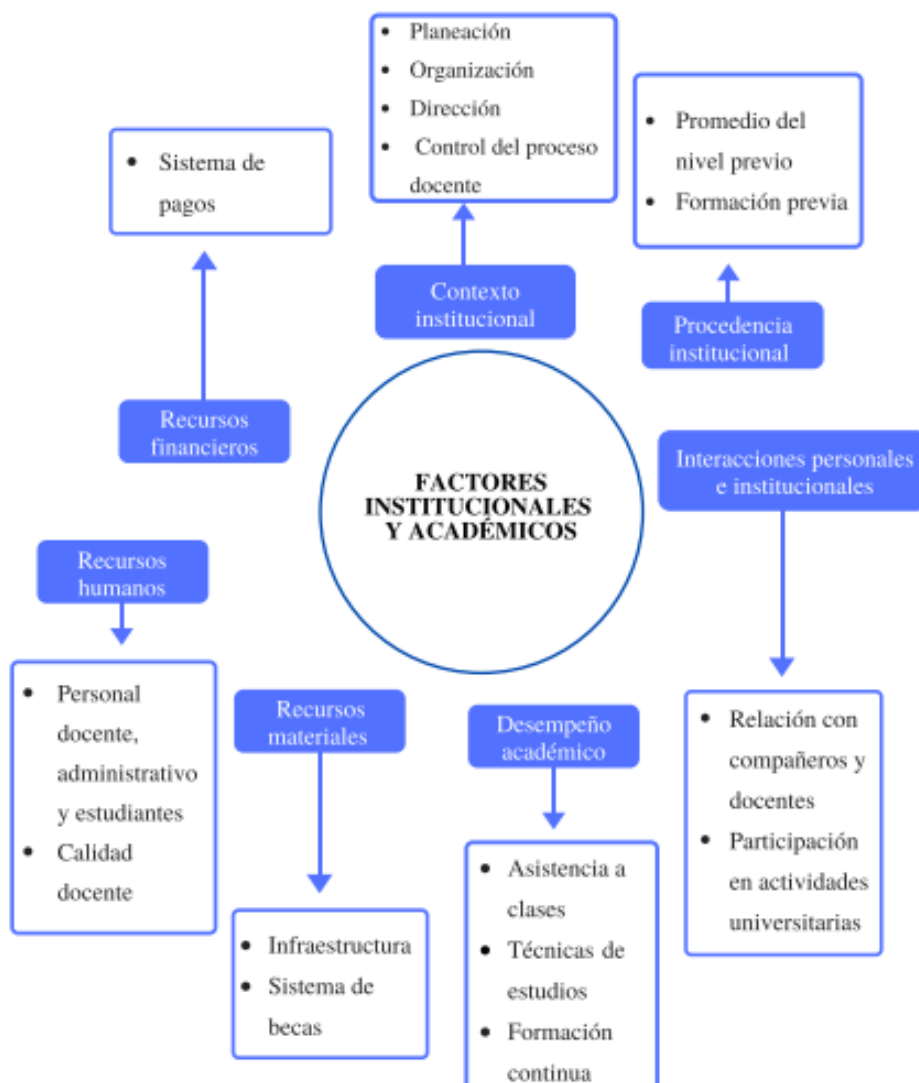 • Planeación
• Organización
• Dirección
• Control del proceso
docente
• Promedio del
nivel previo
• Formación previa
• Sistema de
pagos
Contexto
institucional
Procedencia
institucional
Recursos
financieros
FACTORES
INSTITUCIONALES
Y ACADÉMICOS
Interacciones personales
e institucionales
Recursos
humanos
• Personal
docente,
administrativo
y estudiantes
• Calidad
docente
Recursos
materiales
• Infraestructura
• Sistema de
becas
Desempeño
académico
• Asistencia a
clases
• Técnicas de
estudios
• Formación
continua
• Relación con
compañeros y
docentes
• Participación
en actividades
universitarias